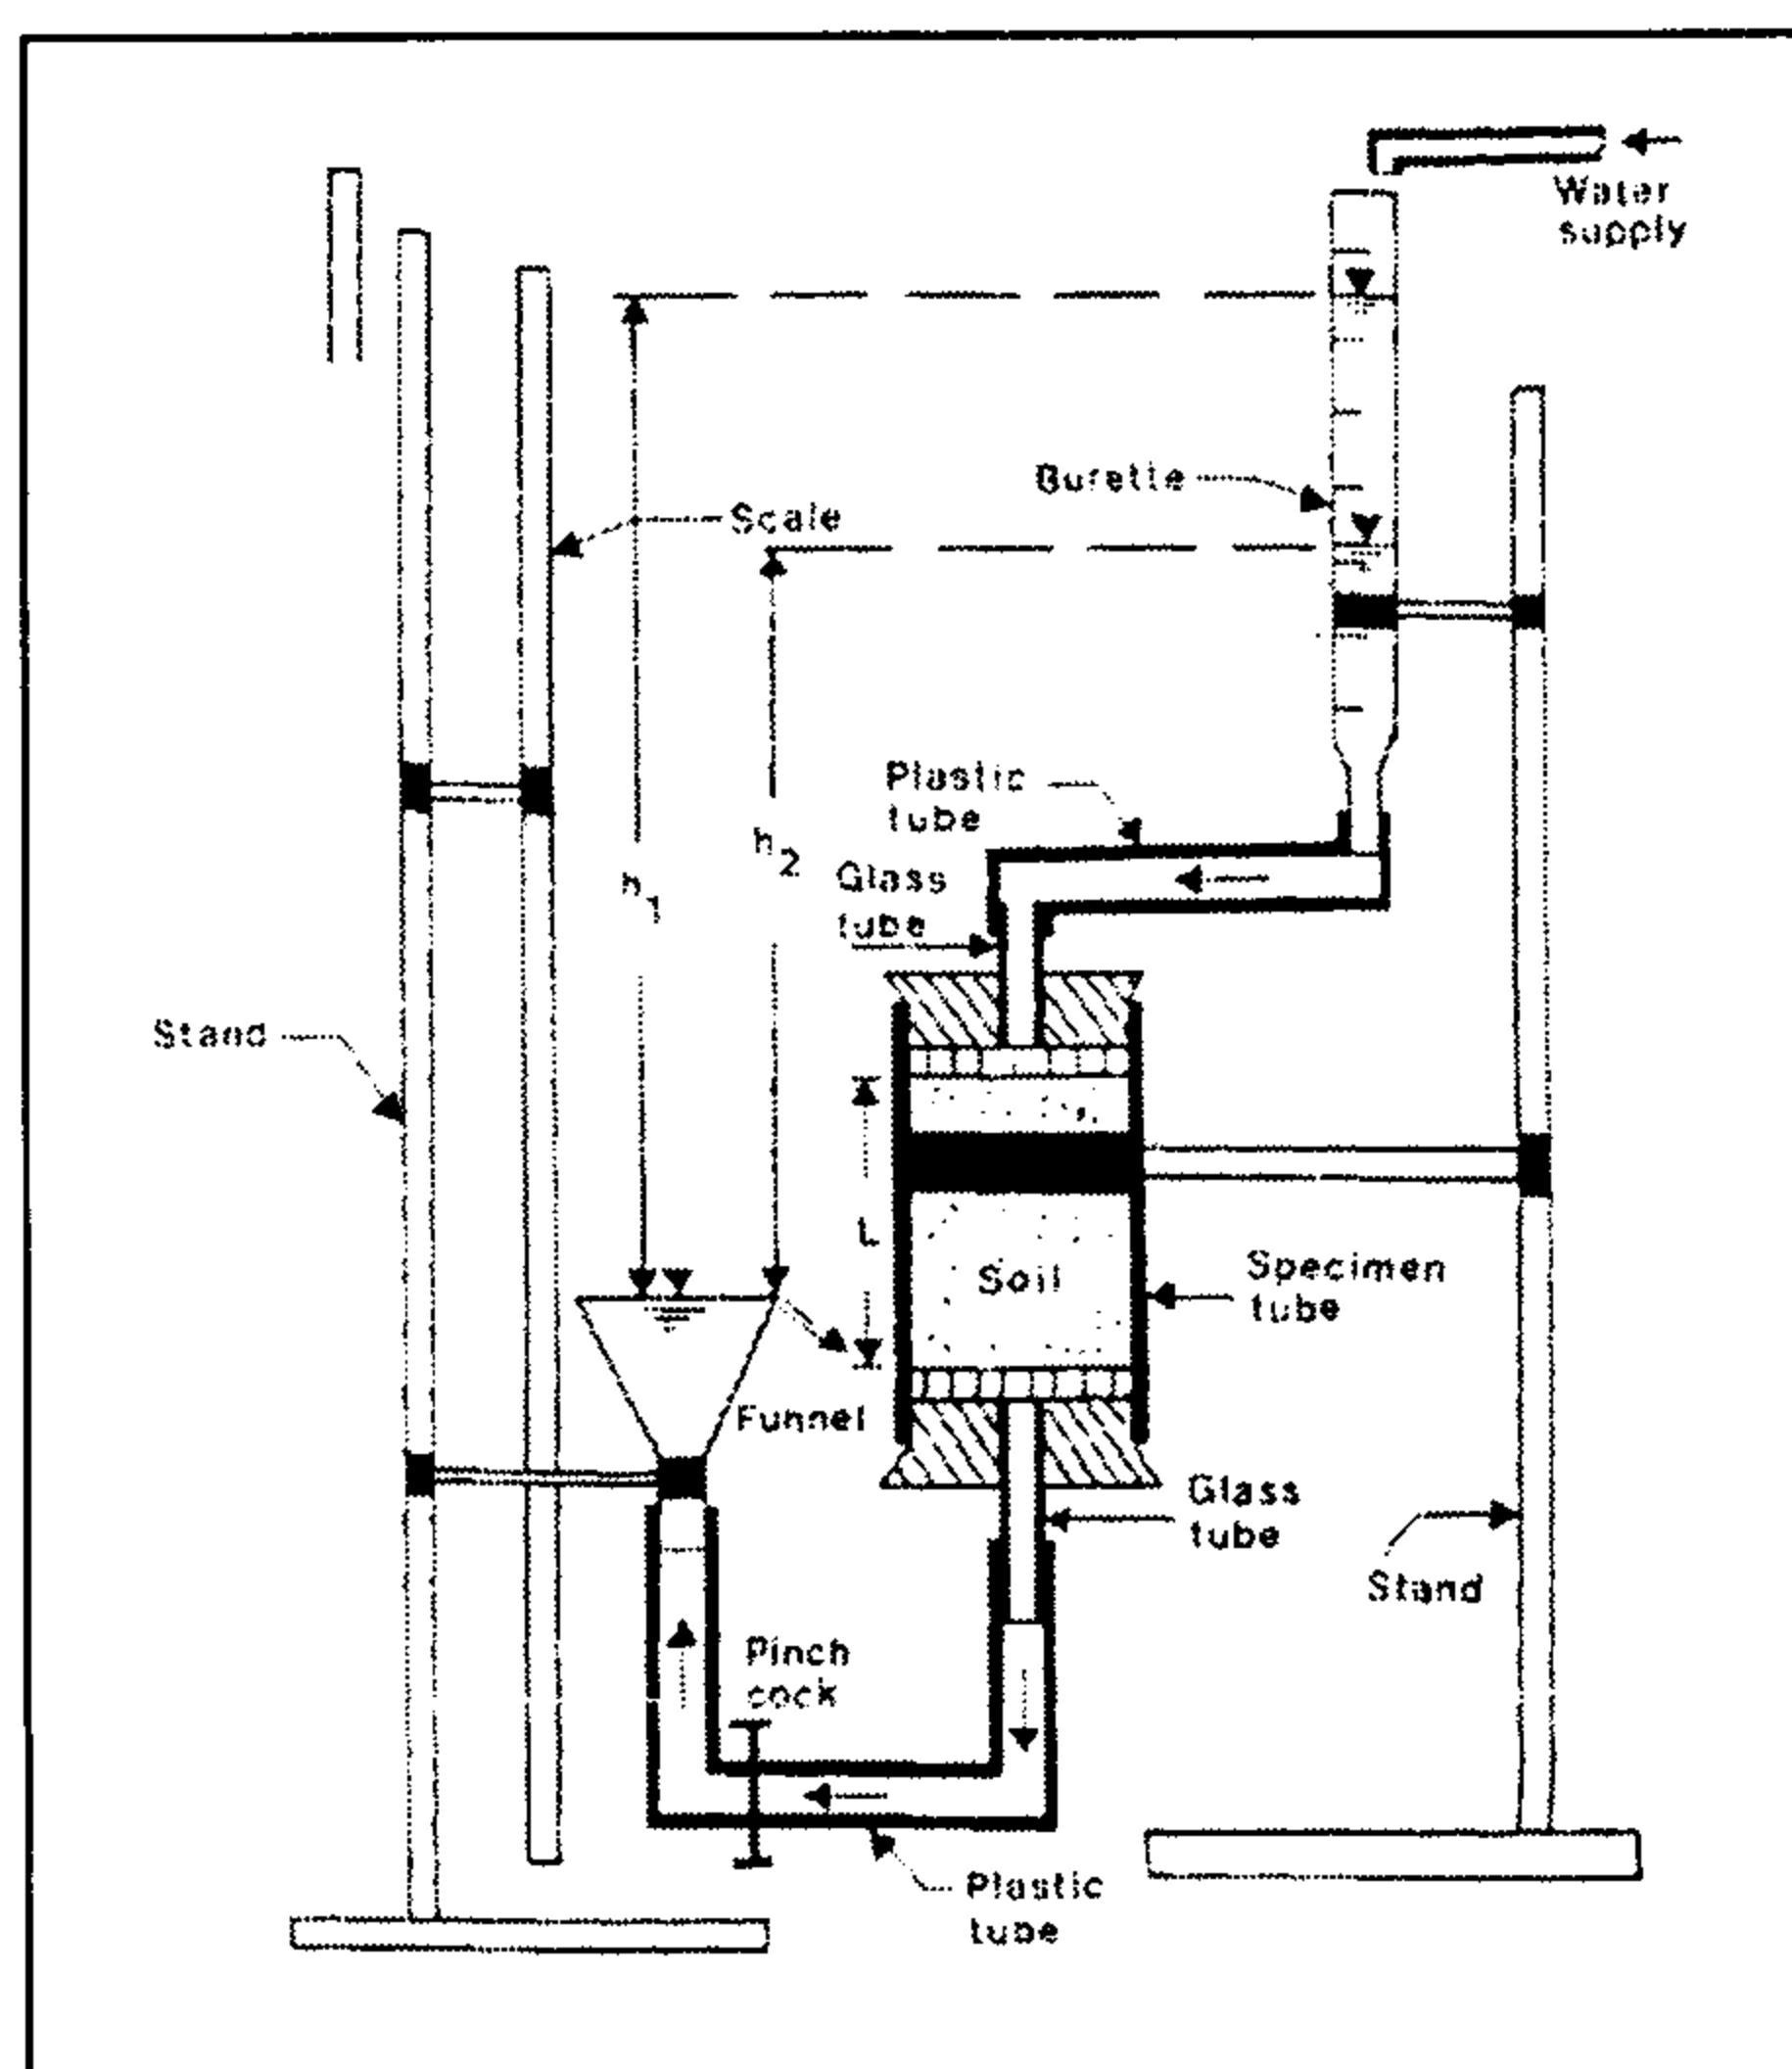 Water
supply
Burette
Scale
Plastic
tube
h2
Glass
tube
h1
Stand
L
Soil
Specimen
tube
Funnel
Glass
tube
Stand
Pinch
cock
Plastic
tube